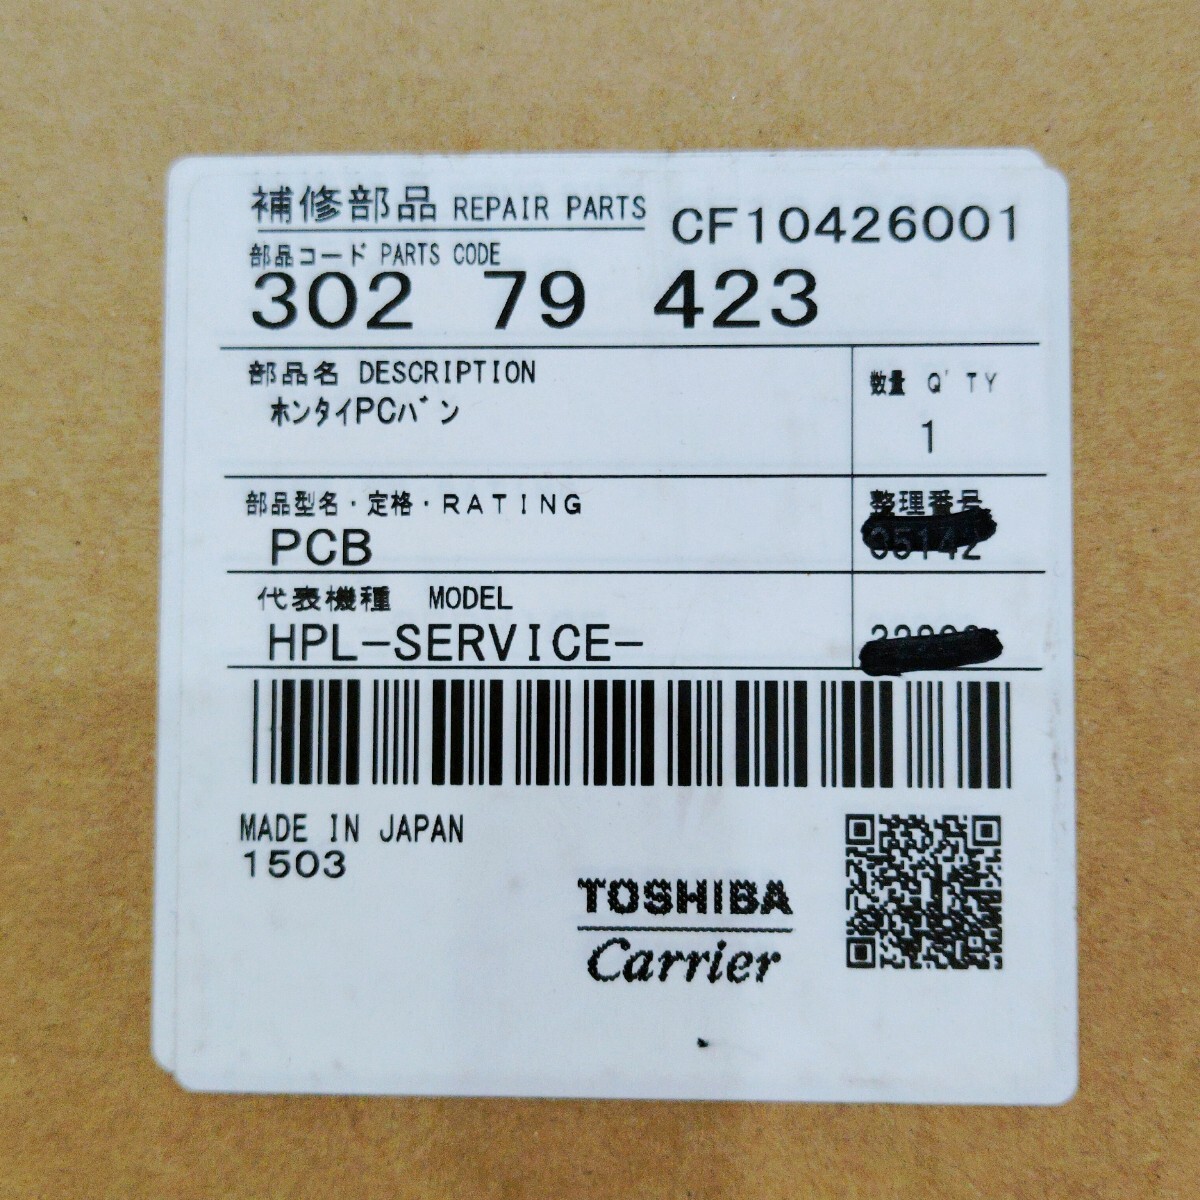 補修部品 REPAIR PARTS CF10426001
部品コード PARTS CODE
302 79 423
部品名 DESCRIPTION
ホンタイPCバン
数量 Q'TY
1
部品型名・定格・RATING
PCB
整理番号
代表機種 MODEL
HPL-SERVICE-
MADE IN JAPAN
1503
TOSHIBA
Carrier